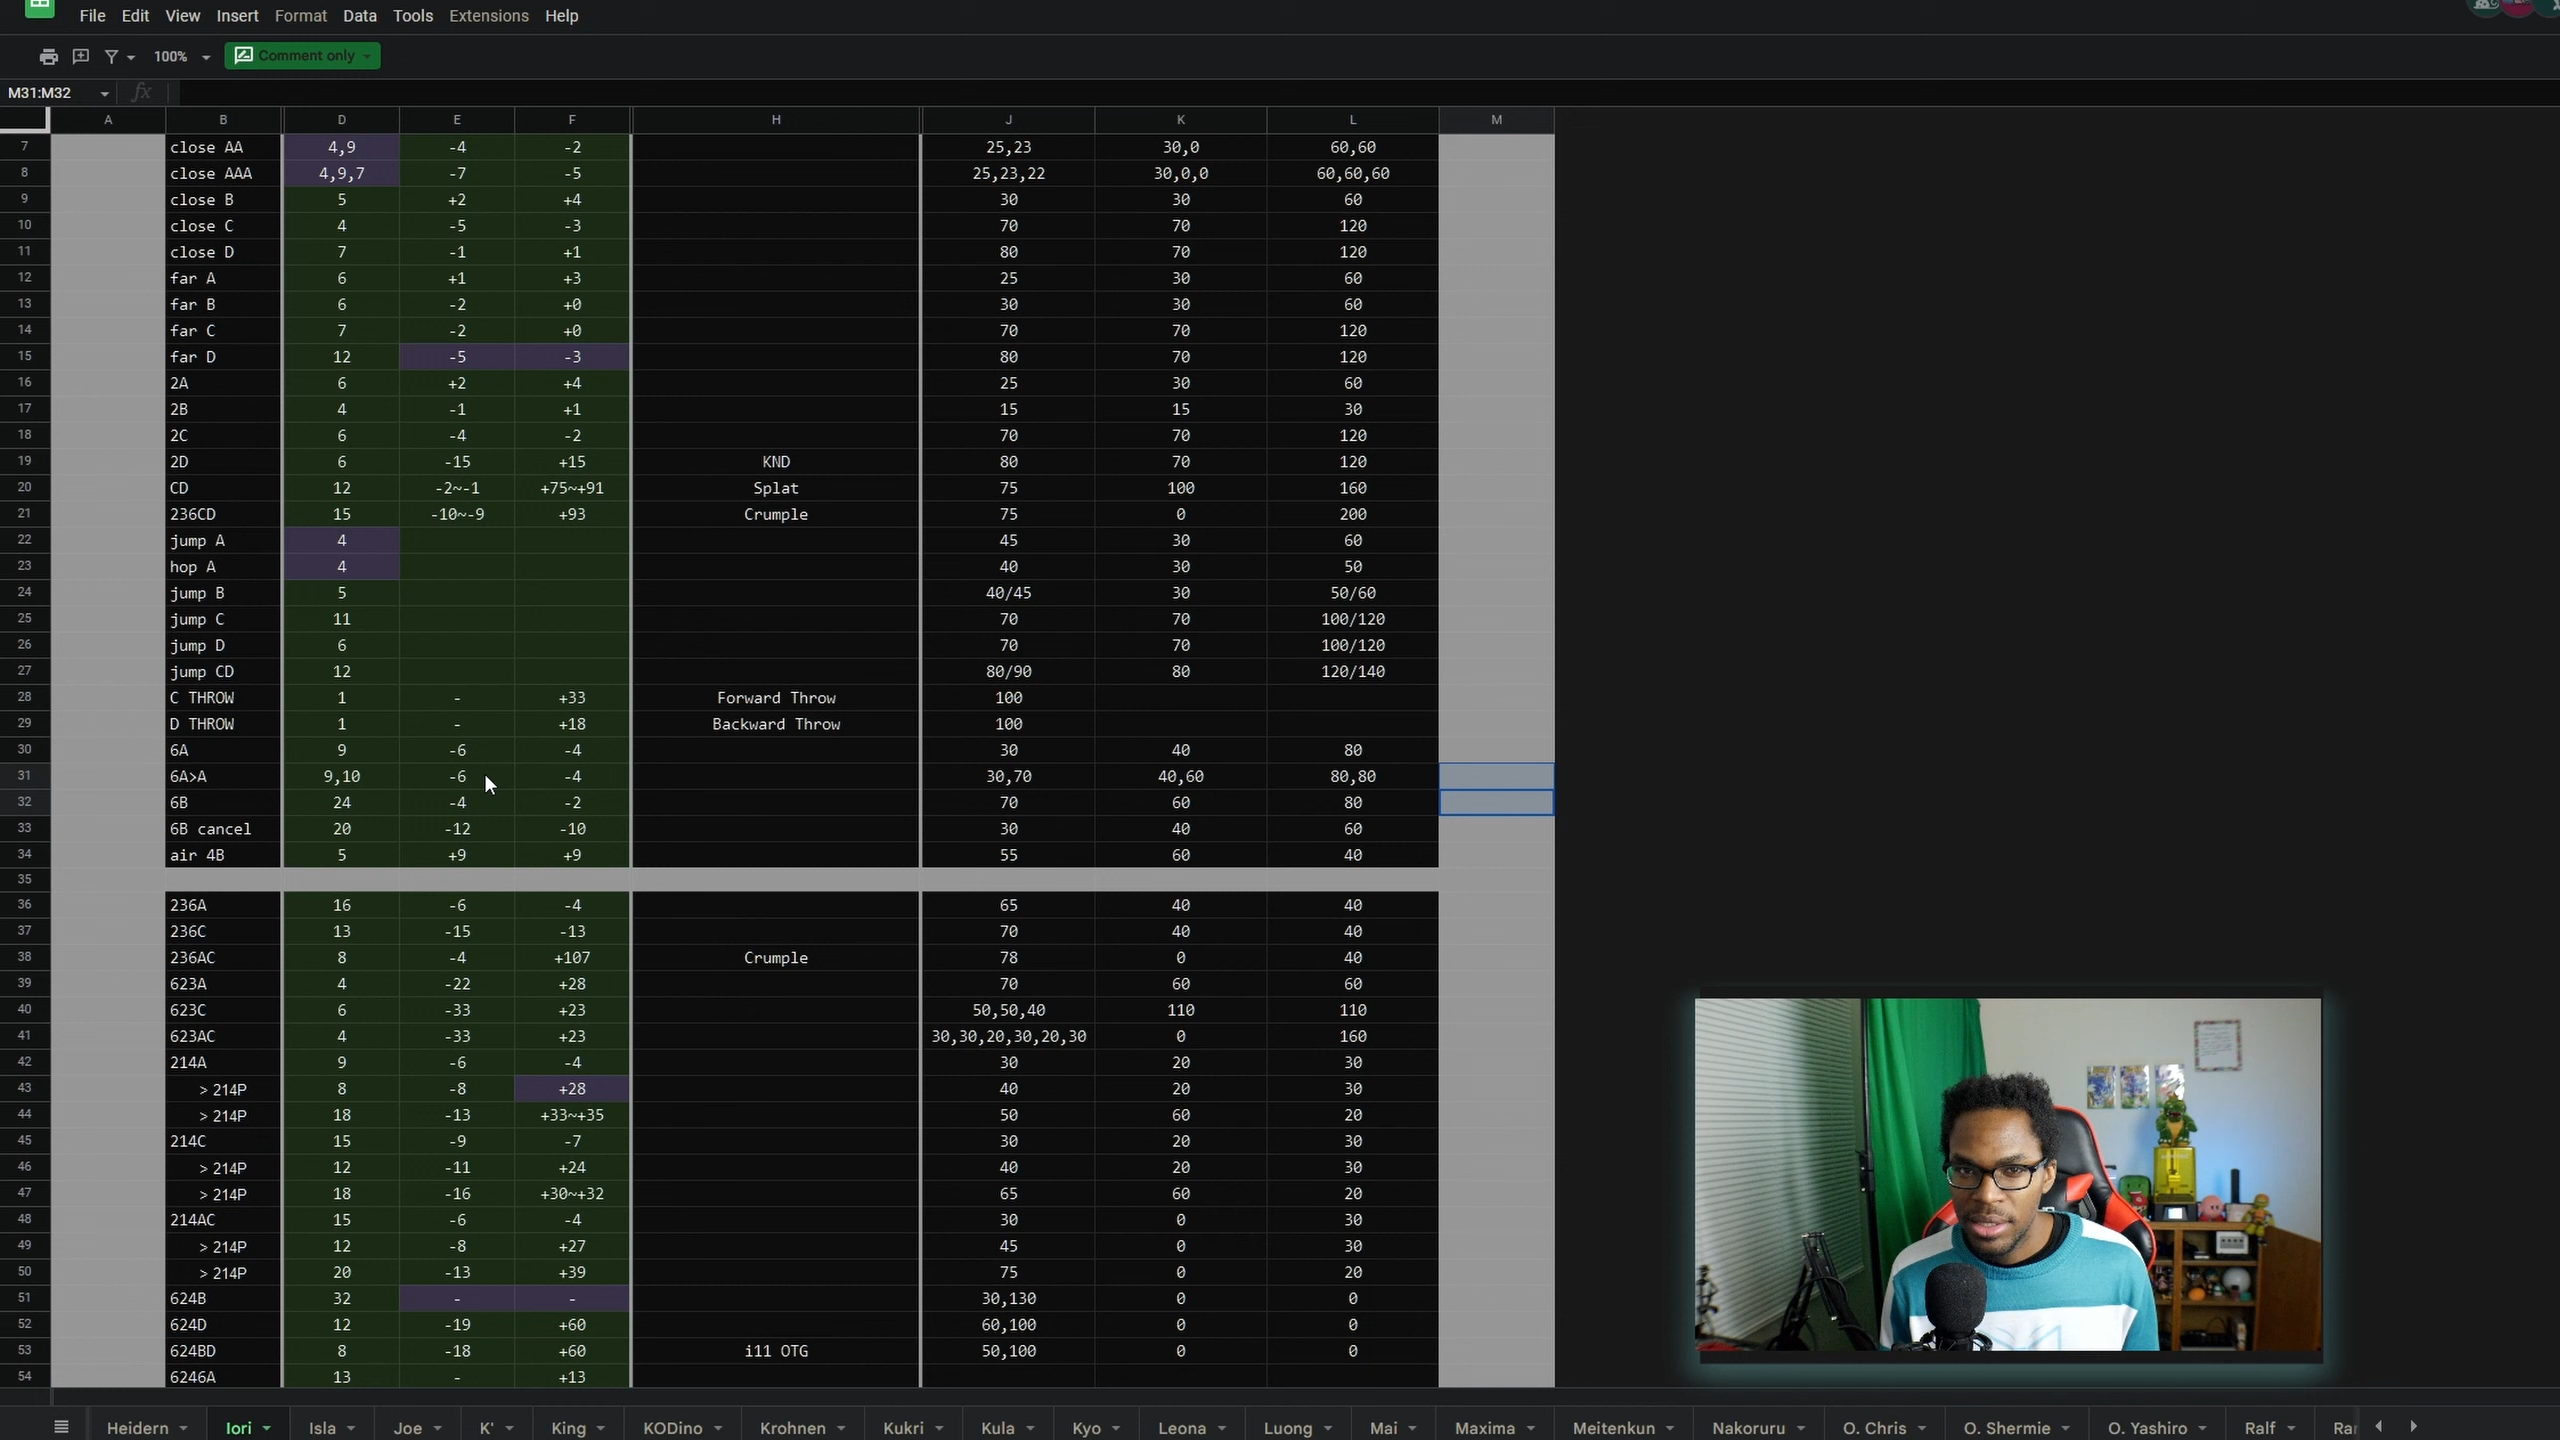 File Edit View Insert Format Data Tools Extensions Help
100% Comment only
M31:M32 fx
A B D E F H J K L M
7 close AA 4,9 -4 -2 25,23 30,0 60,60
8 close AAA 4,9,7 -7 -5 25,23,22 30,0,0 60,60,60
9 close B 5 +2 +4 30 30 60
10 close C 4 -5 -3 70 70 120
11 close D 7 -1 +1 80 70 120
12 far A 6 +1 +3 25 30 60
13 far B 6 -2 +0 30 30 60
14 far C 7 -2 +0 70 70 120
15 far D 12 -5 -3 80 70 120
16 2A 6 +2 +4 25 30 60
17 2B 4 -1 +1 15 15 30
18 2C 6 -4 -2 70 70 120
19 2D 6 -15 +15 KND 80 70 120
20 CD 12 -2~-1 +75~+91 Splat 75 100 160
21 236CD 15 -10~-9 +93 Crumple 75 0 200
22 jump A 4 45 30 60
23 hop A 4 40 30 50
24 jump B 5 40/45 30 50/60
25 jump C 11 70 70 100/120
26 jump D 6 70 70 100/120
27 jump CD 12 80/90 80 120/140
28 C THROW 1 - +33 Forward Throw 100
29 D THROW 1 - +18 Backward Throw 100
30 6A 9 -6 -4 30 40 80
31 6A>A 9,10 -6 -4 30,70 40,60 80,80
32 6B 24 -4 -2 70 60 80
33 6B cancel 20 -12 -10 30 40 60
34 air 4B 5 +9 +9 55 60 40
35
36 236A 16 -6 -4 65 40 40
37 236C 13 -15 -13 70 40 40
38 236AC 8 -4 +107 Crumple 78 0 40
39 623A 4 -22 +28 70 60 60
40 623C 6 -33 +23 50,50,40 110 110
41 623AC 4 -33 +23 30,30,20,30,20,30 0 160
42 214A 9 -6 -4 30 20 30
43 > 214P 8 -8 +28 40 20 30
44 > 214P 18 -13 +33~+35 50 60 20
45 214C 15 -9 -7 30 20 30
46 > 214P 12 -11 +24 40 20 30
47 > 214P 18 -16 +30~+32 65 60 20
48 214AC 15 -6 -4 30 0 30
49 > 214P 12 -8 +27 45 0 30
50 > 214P 20 -13 +39 75 0 20
51 624B 32 - - 30,130 0 0
52 624D 12 -19 +60 60,100 0 0
53 624BD 8 -18 +60 i11 OTG 50,100 0 0
54 6246A 13 - +13
Heidern Iori Isla Joe K' King KODino Krohnen Kukri Kula Kyo Leona Luong Mai Maxima Meitenkun Nakoruru O. Chris O. Shermie O. Yashiro Ralf